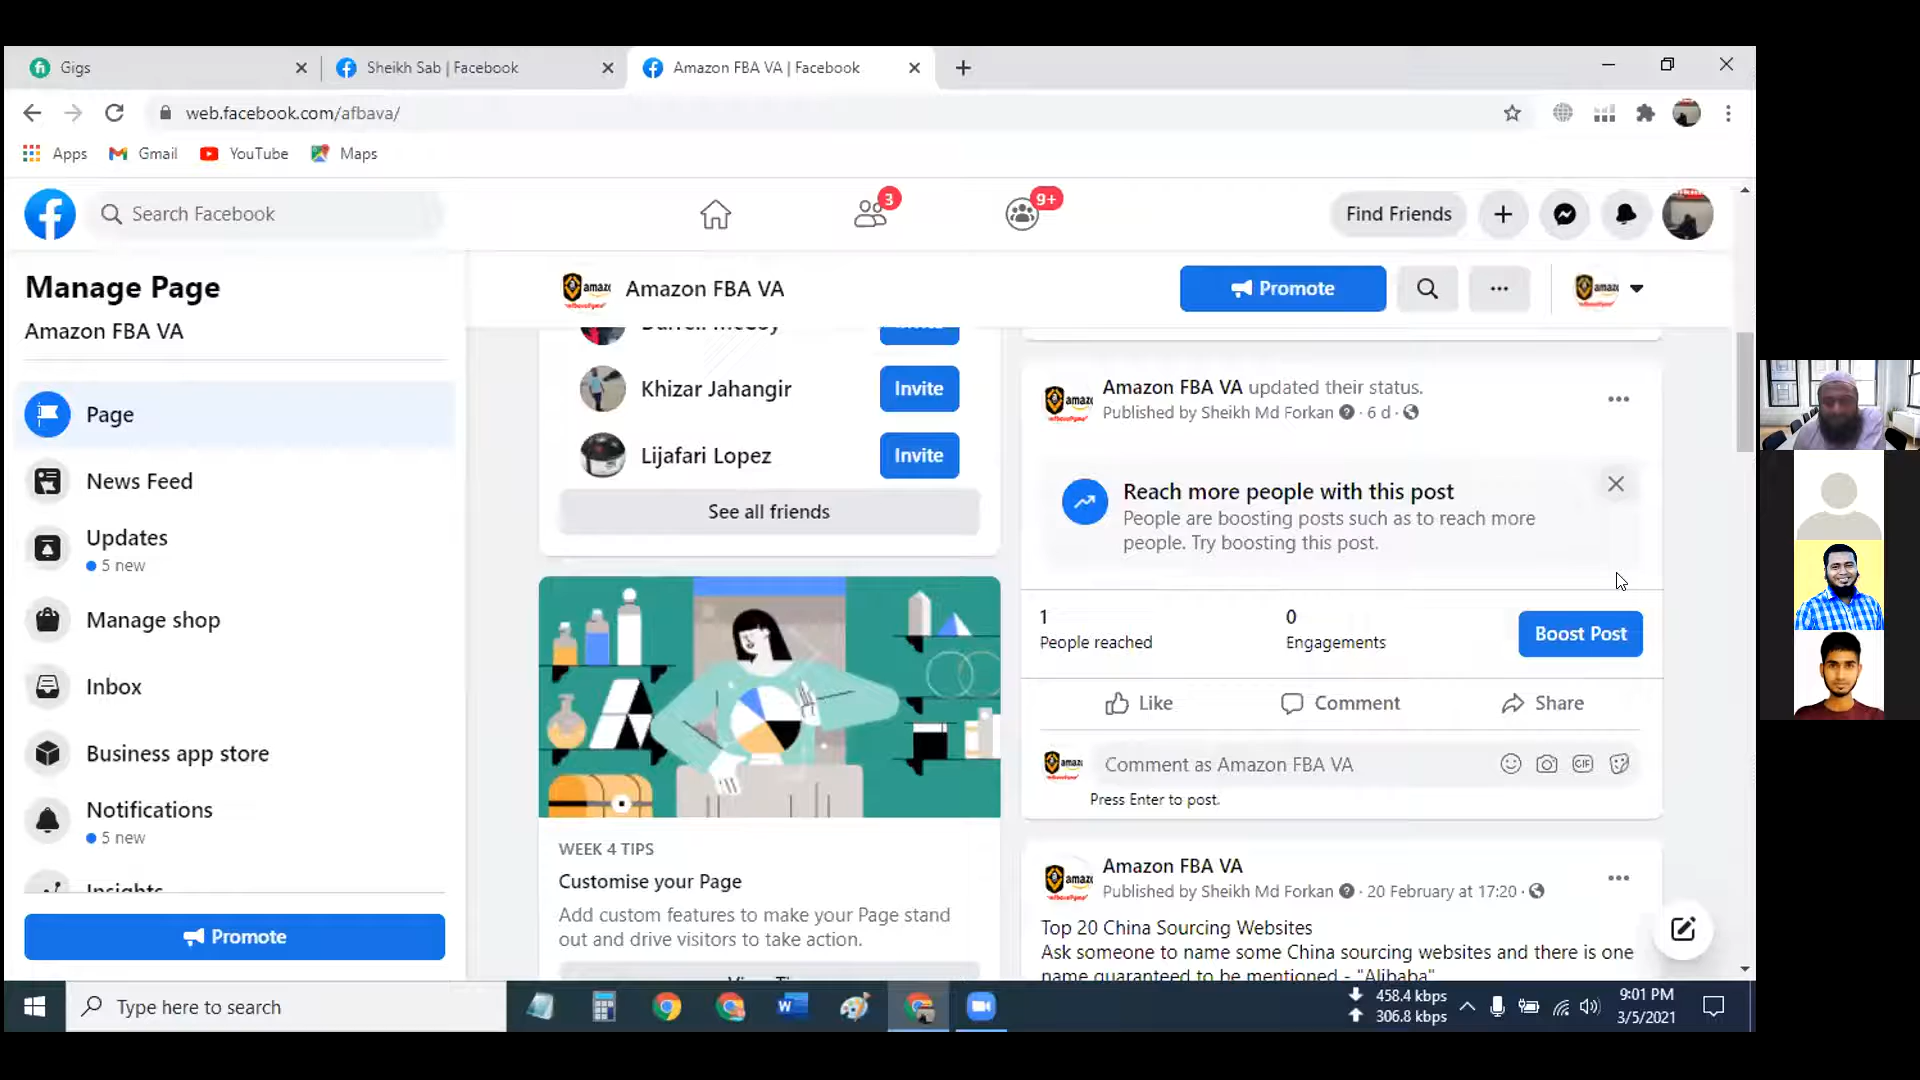 Gigs
Sheikh Sab | Facebook
Amazon FBA VA | Facebook
web.facebook.com/afbava/
Apps
Gmail
YouTube
Maps
Search Facebook
3
9+
Find Friends
Manage Page
Amazon FBA VA
Page
News Feed
Updates
5 new
Manage shop
Inbox
Business app store
Notifications
5 new
Insights
Promote
Amazon FBA VA
Promote
Khizar Jahangir
Invite
Lijafari Lopez
Invite
See all friends
WEEK 4 TIPS
Customise your Page
Add custom features to make your Page stand
out and drive visitors to take action.
Amazon FBA VA updated their status.
Published by Sheikh Md Forkan · 6 d ·
Reach more people with this post
People are boosting posts such as to reach more
people. Try boosting this post.
1
People reached
0
Engagements
Boost Post
Like
Comment
Share
Comment as Amazon FBA VA
GIF
Press Enter to post.
Amazon FBA VA
Published by Sheikh Md Forkan · 20 February at 17:20 ·
Top 20 China Sourcing Websites
Ask someone to name some China sourcing websites and there is one
name guaranteed to be mentioned - "Alibaba"
Type here to search
458.4 kbps
306.8 kbps
9:01 PM
3/5/2021